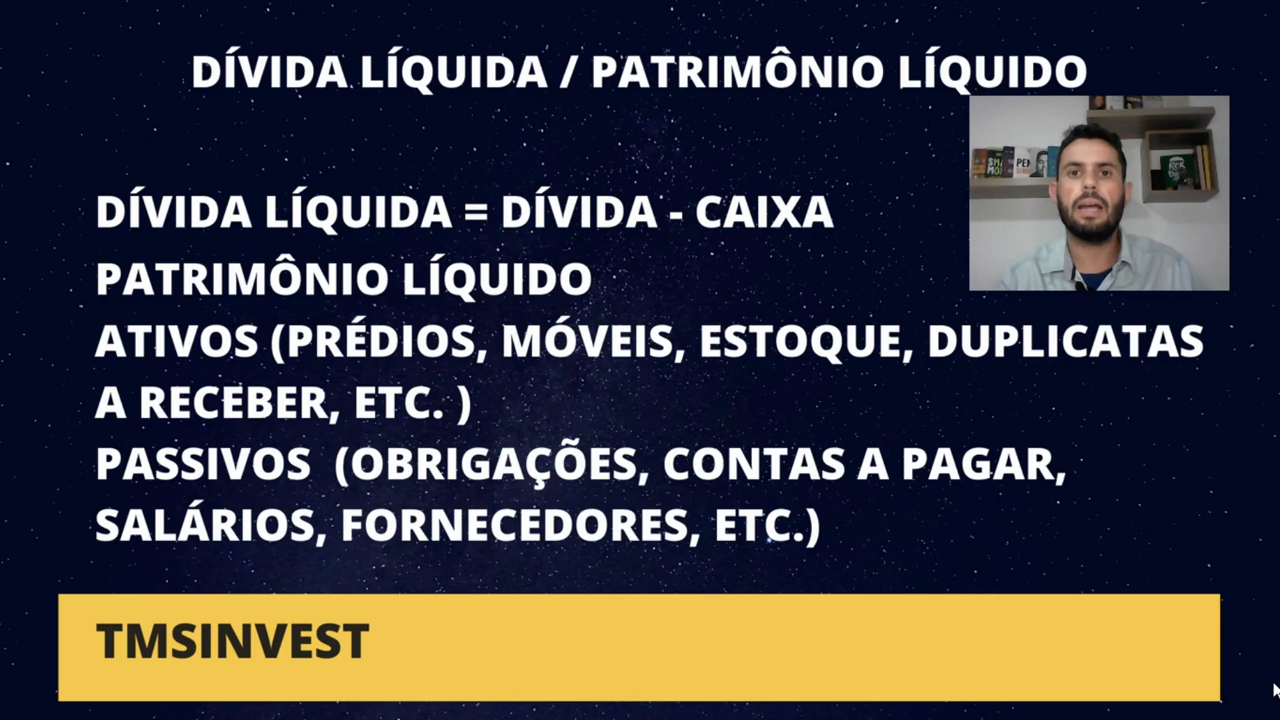 DÍVIDA LÍQUIDA / PATRIMÔNIO LÍQUIDO
DÍVIDA LÍQUIDA = DÍVIDA - CAIXA
PATRIMÔNIO LÍQUIDO
ATIVOS (PRÉDIOS, MÓVEIS, ESTOQUE, DUPLICATAS
A RECEBER, ETC. )
PASSIVOS  (OBRIGAÇÕES, CONTAS A PAGAR,
SALÁRIOS, FORNECEDORES, ETC.)
TMSINVEST